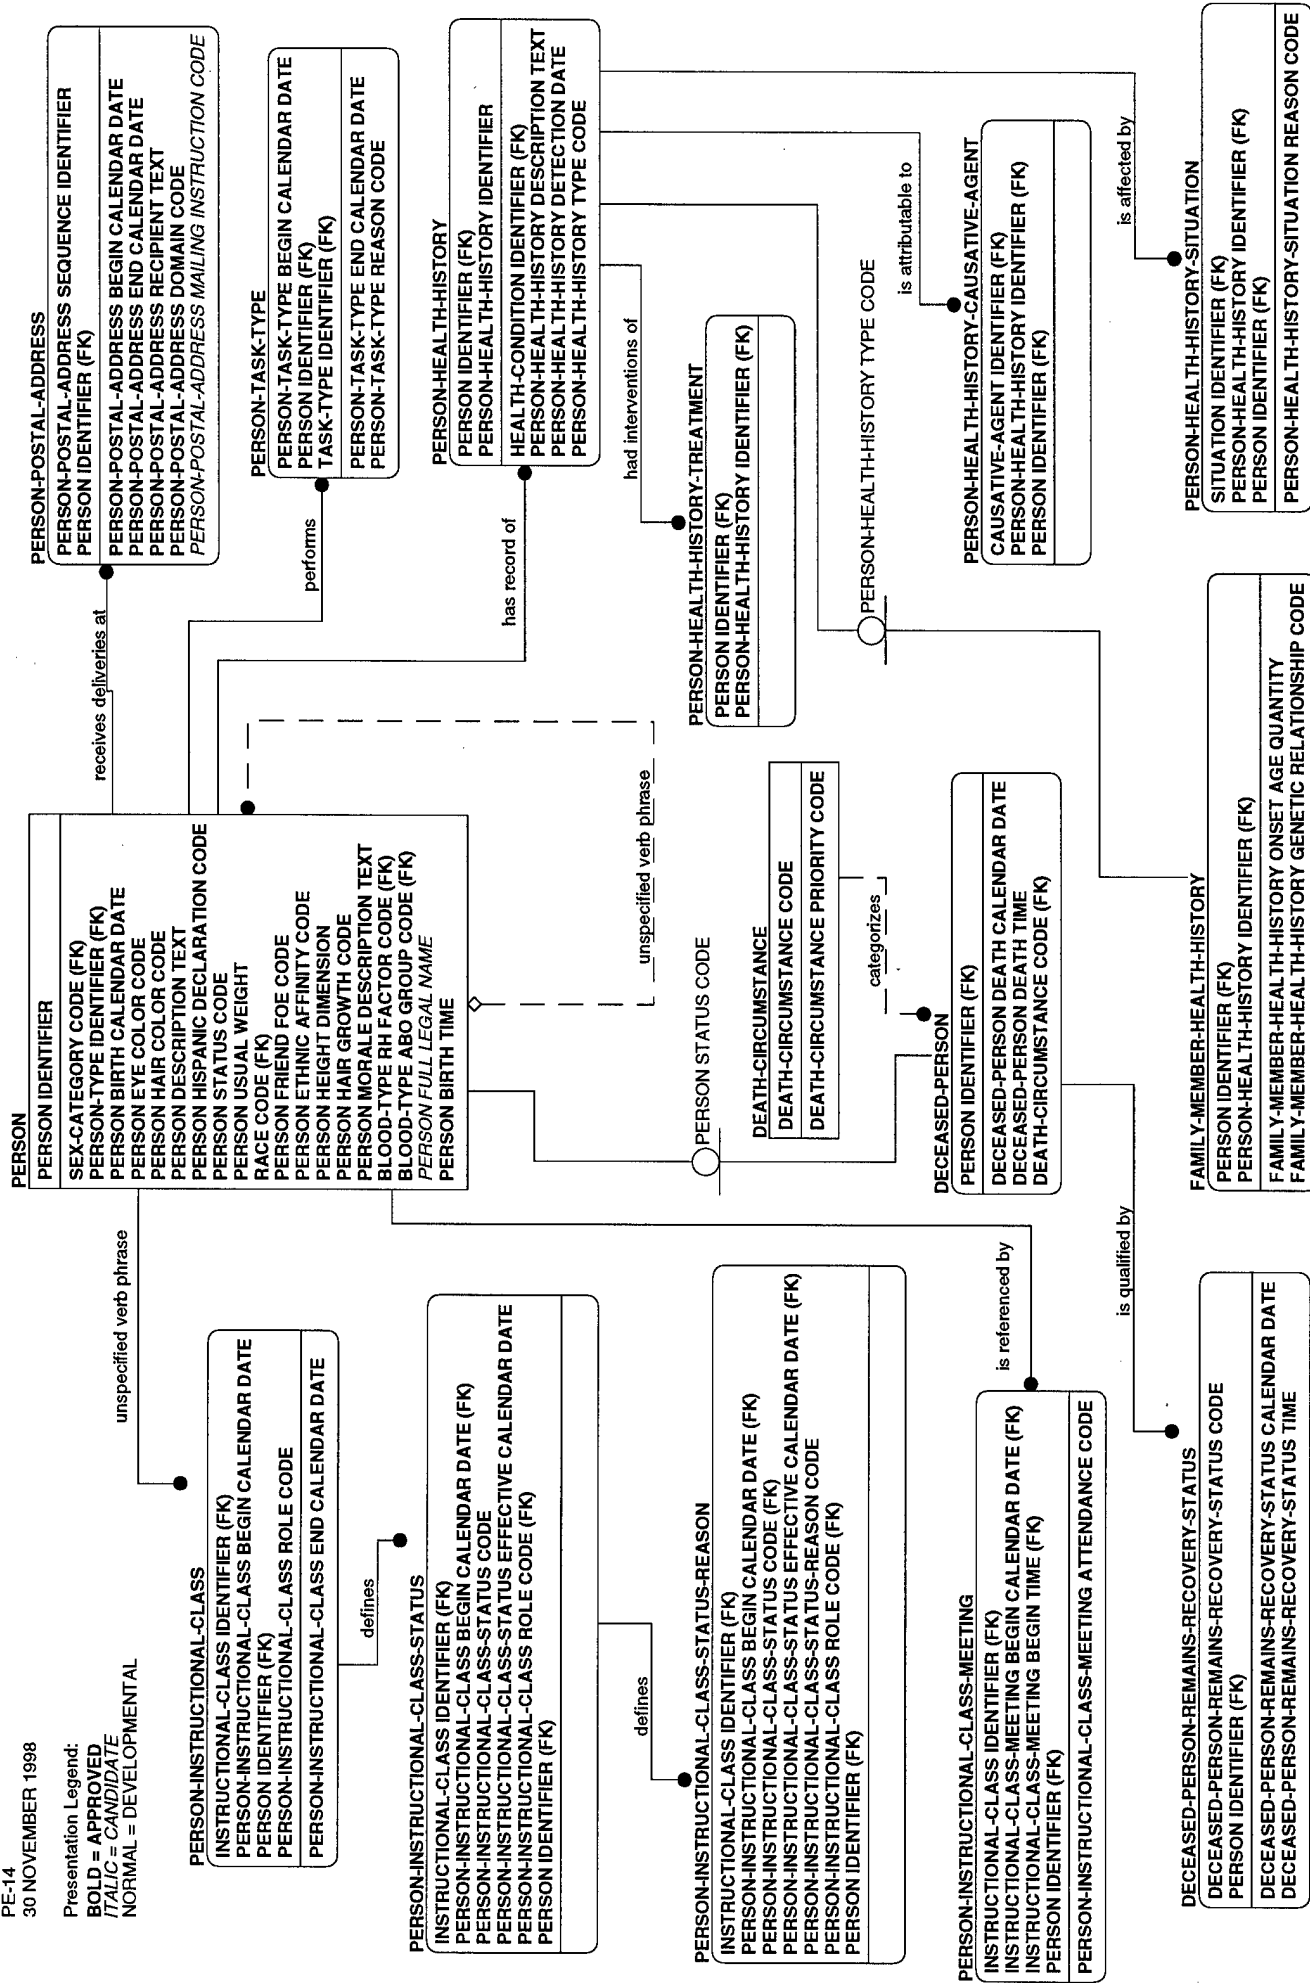 PE-14
30 NOVEMBER 1998
Presentation Legend:
BOLD = APPROVED
ITALIC = CANDIDATE
NORMAL = DEVELOPMENTAL
PERSON
PERSON IDENTIFIER
SEX-CATEGORY CODE (FK)
PERSON-TYPE IDENTIFIER (FK)
PERSON BIRTH CALENDAR DATE
PERSON EYE COLOR CODE
PERSON HAIR COLOR CODE
PERSON DESCRIPTION TEXT
PERSON HISPANIC DECLARATION CODE
PERSON STATUS CODE
PERSON USUAL WEIGHT
RACE CODE (FK)
PERSON FRIEND FOE CODE
PERSON ETHNIC AFFINITY CODE
PERSON HEIGHT DIMENSION
PERSON HAIR GROWTH CODE
PERSON MORALE DESCRIPTION TEXT
BLOOD-TYPE RH FACTOR CODE (FK)
BLOOD-TYPE ABO GROUP CODE (FK)
PERSON FULL LEGAL NAME
PERSON BIRTH TIME
unspecified verb phrase
receives deliveries at
performs
has record of
unspecified verb phrase
PERSON-POSTAL-ADDRESS
PERSON-POSTAL-ADDRESS SEQUENCE IDENTIFIER
PERSON IDENTIFIER (FK)
PERSON-POSTAL-ADDRESS BEGIN CALENDAR DATE
PERSON-POSTAL-ADDRESS END CALENDAR DATE
PERSON-POSTAL-ADDRESS RECIPIENT TEXT
PERSON-POSTAL-ADDRESS DOMAIN CODE
PERSON-POSTAL-ADDRESS MAILING INSTRUCTION CODE
PERSON-TASK-TYPE
PERSON-TASK-TYPE BEGIN CALENDAR DATE
PERSON IDENTIFIER (FK)
TASK-TYPE IDENTIFIER (FK)
PERSON-TASK-TYPE END CALENDAR DATE
PERSON-TASK-TYPE REASON CODE
PERSON-HEALTH-HISTORY
PERSON IDENTIFIER (FK)
PERSON-HEALTH-HISTORY IDENTIFIER
HEALTH-CONDITION IDENTIFIER (FK)
PERSON-HEALTH-HISTORY DESCRIPTION TEXT
PERSON-HEALTH-HISTORY DETECTION DATE
PERSON-HEALTH-HISTORY TYPE CODE
PERSON-INSTRUCTIONAL-CLASS
INSTRUCTIONAL-CLASS IDENTIFIER (FK)
PERSON-INSTRUCTIONAL-CLASS BEGIN CALENDAR DATE
PERSON IDENTIFIER (FK)
PERSON-INSTRUCTIONAL-CLASS ROLE CODE
PERSON-INSTRUCTIONAL-CLASS END CALENDAR DATE
defines
PERSON-INSTRUCTIONAL-CLASS-STATUS
INSTRUCTIONAL-CLASS IDENTIFIER (FK)
PERSON-INSTRUCTIONAL-CLASS BEGIN CALENDAR DATE (FK)
PERSON-INSTRUCTIONAL-CLASS-STATUS CODE
PERSON-INSTRUCTIONAL-CLASS-STATUS EFFECTIVE CALENDAR DATE
PERSON-INSTRUCTIONAL-CLASS ROLE CODE (FK)
PERSON IDENTIFIER (FK)
defines
PERSON STATUS CODE
had interventions of
PERSON-HEALTH-HISTORY-TREATMENT
PERSON IDENTIFIER (FK)
PERSON-HEALTH-HISTORY IDENTIFIER (FK)
PERSON-INSTRUCTIONAL-CLASS-STATUS-REASON
INSTRUCTIONAL-CLASS IDENTIFIER (FK)
PERSON-INSTRUCTIONAL-CLASS BEGIN CALENDAR DATE (FK)
PERSON-INSTRUCTIONAL-CLASS-STATUS CODE (FK)
PERSON-INSTRUCTIONAL-CLASS-STATUS EFFECTIVE CALENDAR DATE (FK)
PERSON-INSTRUCTIONAL-CLASS-STATUS-REASON CODE
PERSON-INSTRUCTIONAL-CLASS ROLE CODE (FK)
PERSON IDENTIFIER (FK)
DEATH-CIRCUMSTANCE
DEATH-CIRCUMSTANCE CODE
DEATH-CIRCUMSTANCE PRIORITY CODE
categorizes
PERSON-HEALTH-HISTORY TYPE CODE
is attributable to
is referenced by
DECEASED-PERSON
PERSON IDENTIFIER (FK)
DECEASED-PERSON DEATH CALENDAR DATE
DECEASED-PERSON DEATH TIME
DEATH-CIRCUMSTANCE CODE (FK)
PERSON-HEALTH-HISTORY-CAUSATIVE-AGENT
CAUSATIVE-AGENT IDENTIFIER (FK)
PERSON-HEALTH-HISTORY IDENTIFIER (FK)
PERSON IDENTIFIER (FK)
PERSON-INSTRUCTIONAL-CLASS-MEETING
INSTRUCTIONAL-CLASS IDENTIFIER (FK)
INSTRUCTIONAL-CLASS-MEETING BEGIN CALENDAR DATE (FK)
INSTRUCTIONAL-CLASS-MEETING BEGIN TIME (FK)
PERSON IDENTIFIER (FK)
PERSON-INSTRUCTIONAL-CLASS-MEETING ATTENDANCE CODE
is qualified by
is affected by
DECEASED-PERSON-REMAINS-RECOVERY-STATUS
DECEASED-PERSON-REMAINS-RECOVERY-STATUS CODE
PERSON IDENTIFIER (FK)
DECEASED-PERSON-REMAINS-RECOVERY-STATUS CALENDAR DATE
DECEASED-PERSON-REMAINS-RECOVERY-STATUS TIME
FAMILY-MEMBER-HEALTH-HISTORY
PERSON IDENTIFIER (FK)
PERSON-HEALTH-HISTORY IDENTIFIER (FK)
FAMILY-MEMBER-HEALTH-HISTORY ONSET AGE QUANTITY
FAMILY-MEMBER-HEALTH-HISTORY GENETIC RELATIONSHIP CODE
PERSON-HEALTH-HISTORY-SITUATION
SITUATION IDENTIFIER (FK)
PERSON-HEALTH-HISTORY IDENTIFIER (FK)
PERSON IDENTIFIER (FK)
PERSON-HEALTH-HISTORY-SITUATION REASON CODE